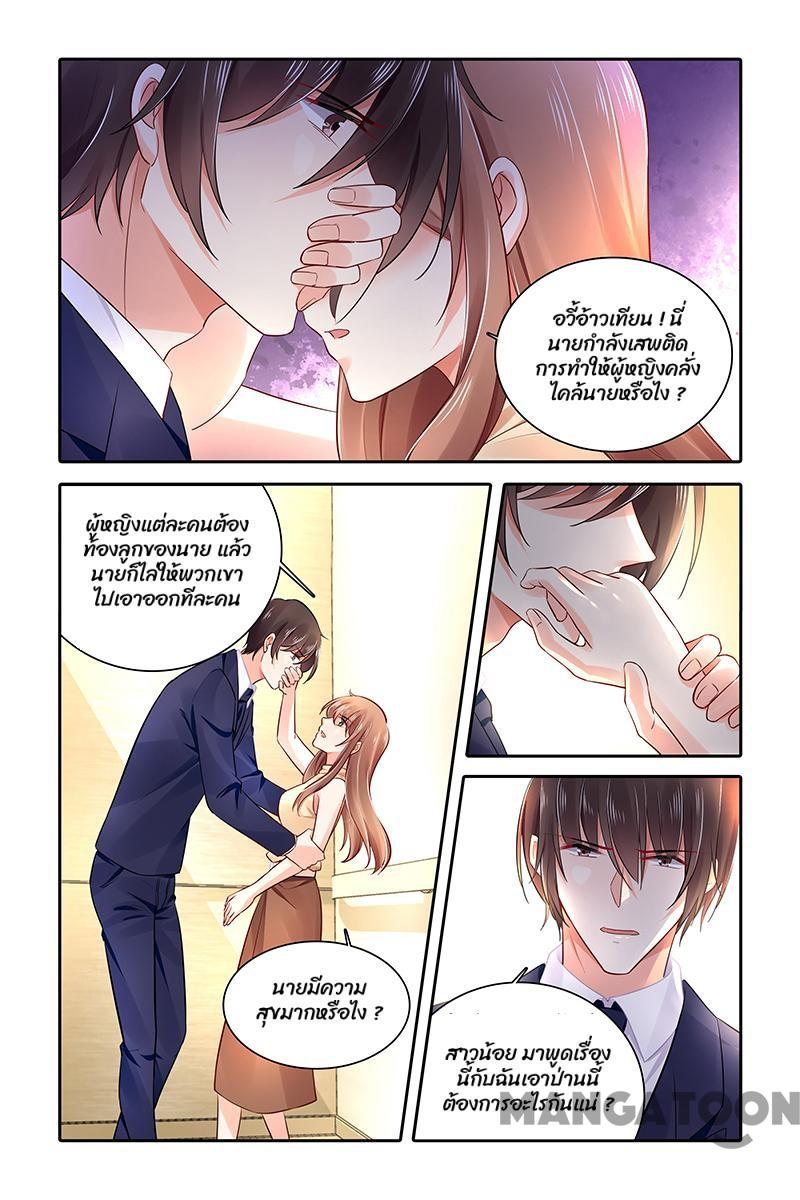 อวี้อ้าวเทียน ! นี่
นายกำลังเสพติด
การทำให้ผู้หญิงคลั่ง
ไคล้นายหรือไง ?
ผู้หญิงแต่ละคนต้อง
ท้องลูกของนาย แล้ว
นายก็ไล่ให้พวกเขา
ไปเอาออกทีละคน
นายมีความ
สุขมากหรือไง ?
สาวน้อย มาพูดเรื่อง
นี้กับฉันเอาป่านนี้
ต้องการอะไรกันแน่ ?
MANGATOON